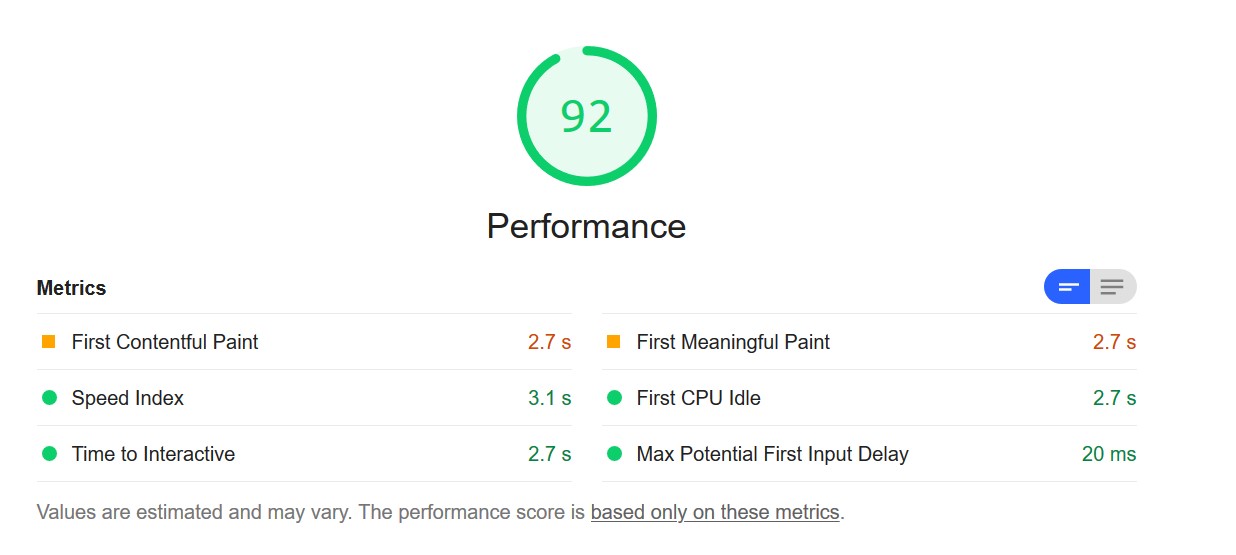 92
Performance
Metrics
First Contentful Paint 2.7 s
First Meaningful Paint 2.7 s
Speed Index 3.1 s
First CPU Idle 2.7 s
Time to Interactive 2.7 s
Max Potential First Input Delay 20 ms
Values are estimated and may vary. The performance score is based only on these metrics.